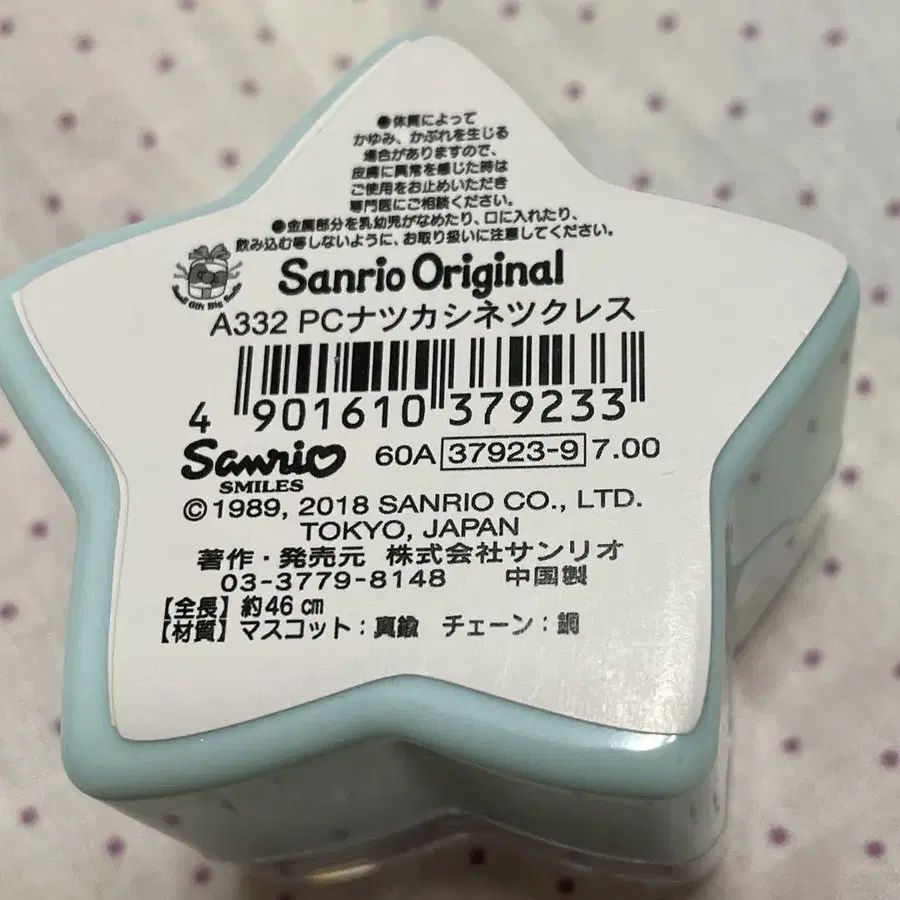 ●体質によって
かゆみ、かぶれを生じる
場合がありますので、
皮膚に異常を感じた時は
ご使用をお止めいただき
専門医にご相談ください。
●金属部分を乳幼児がなめたり、口に入れたり、
飲み込む等しないように、お取り扱いに注意してください。
Small Gift Big Smile
Sanrio Original
A332 PCナツカシネツクレス
4 901610 379233
Sanrio
SMILES
60A 37923-9 7.00
©1989, 2018 SANRIO CO., LTD.
TOKYO, JAPAN
著作・発売元 株式会社サンリオ
03-3779-8148 中国製
【全長】約46㎝
【材質】マスコット：真鍮 チェーン：銅